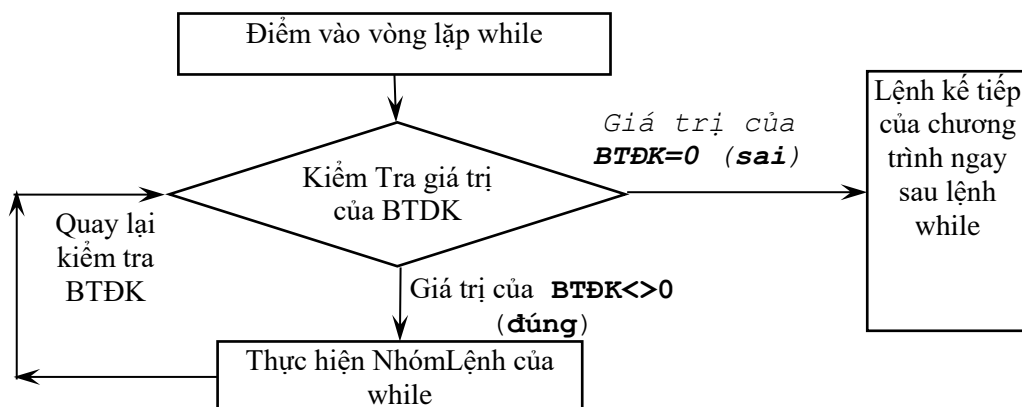 Điểm vào vòng lặp while
Giá trị của
BTĐK=0 (sai)
Lệnh kế tiếp
của chương
trình ngay
sau lệnh
while
Kiểm Tra giá trị
của BTDK
Quay lại
kiểm tra
BTĐK
Giá trị của BTĐK<>0
(đúng)
Thực hiện NhómLệnh của
while